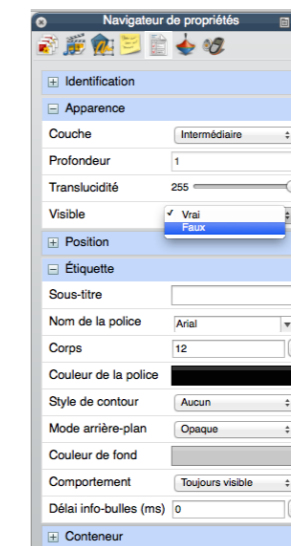 Navigateur de propriétés
Identification
Apparence
Couche Intermédiaire
Profondeur 1
Translucidité 255
Visible Vrai
Faux
Position
Étiquette
Sous-titre
Nom de la police Arial
Corps 12
Couleur de la police
Style de contour Aucun
Mode arrière-plan Opaque
Couleur de fond
Comportement Toujours visible
Délai info-bulles (ms) 0
Conteneur